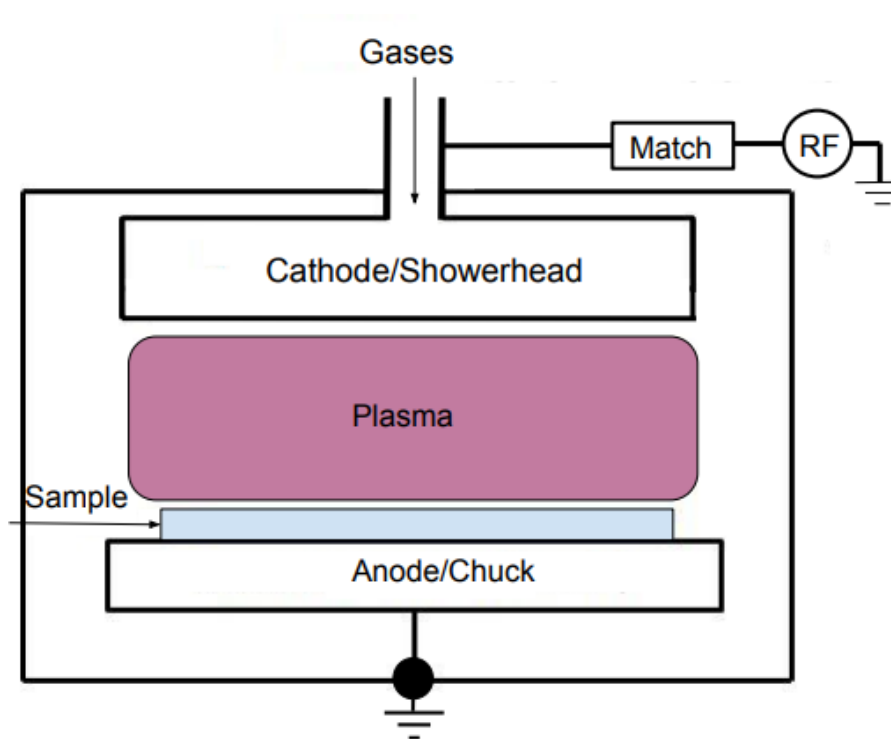 Gases
Match
RF
Cathode/Showerhead
Plasma
Sample
Anode/Chuck